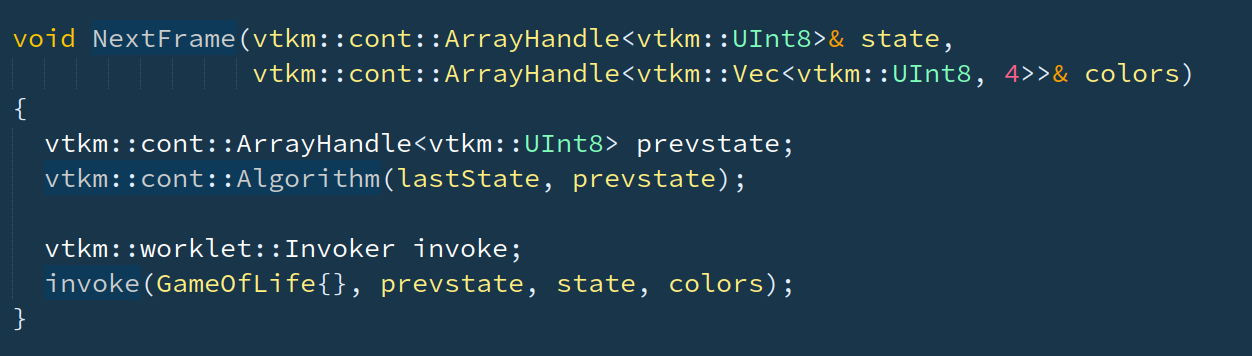 void NextFrame(vtkm::cont::ArrayHandle<vtkm::UInt8>& state,
               vtkm::cont::ArrayHandle<vtkm::Vec<vtkm::UInt8, 4>>& colors)
{
  vtkm::cont::ArrayHandle<vtkm::UInt8> prevstate;
  vtkm::cont::Algorithm(lastState, prevstate);

  vtkm::worklet::Invoker invoke;
  invoke(GameOfLife{}, prevstate, state, colors);
}